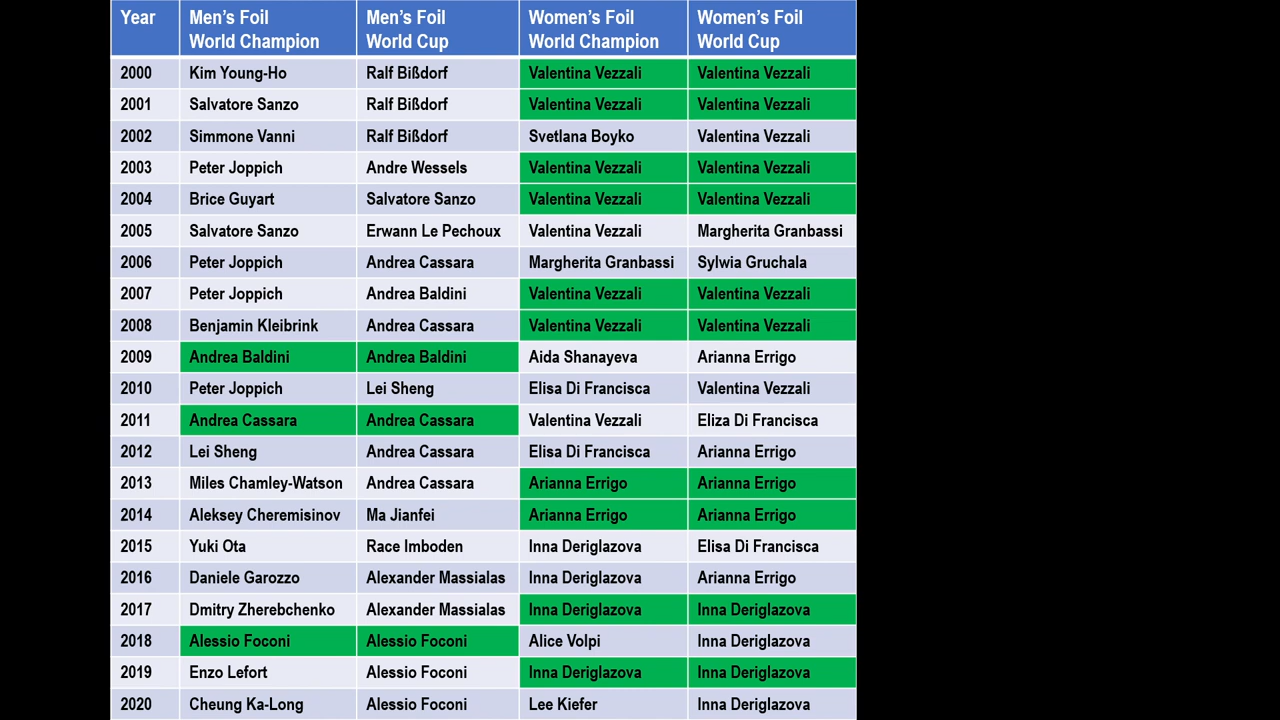 Year Men’s Foil World Champion Men’s Foil World Cup Women’s Foil World Champion Women’s Foil World Cup
2000 Kim Young-Ho Ralf Bißdorf Valentina Vezzali Valentina Vezzali
2001 Salvatore Sanzo Ralf Bißdorf Valentina Vezzali Valentina Vezzali
2002 Simmone Vanni Ralf Bißdorf Svetlana Boyko Valentina Vezzali
2003 Peter Joppich Andre Wessels Valentina Vezzali Valentina Vezzali
2004 Brice Guyart Salvatore Sanzo Valentina Vezzali Valentina Vezzali
2005 Salvatore Sanzo Erwann Le Pechoux Valentina Vezzali Margherita Granbassi
2006 Peter Joppich Andrea Cassara Margherita Granbassi Sylwia Gruchala
2007 Peter Joppich Andrea Baldini Valentina Vezzali Valentina Vezzali
2008 Benjamin Kleibrink Andrea Cassara Valentina Vezzali Valentina Vezzali
2009 Andrea Baldini Andrea Baldini Aida Shanayeva Arianna Errigo
2010 Peter Joppich Lei Sheng Elisa Di Francisca Valentina Vezzali
2011 Andrea Cassara Andrea Cassara Valentina Vezzali Eliza Di Francisca
2012 Lei Sheng Andrea Cassara Elisa Di Francisca Arianna Errigo
2013 Miles Chamley-Watson Andrea Cassara Arianna Errigo Arianna Errigo
2014 Aleksey Cheremisinov Ma Jianfei Arianna Errigo Arianna Errigo
2015 Yuki Ota Race Imboden Inna Deriglazova Elisa Di Francisca
2016 Daniele Garozzo Alexander Massialas Inna Deriglazova Arianna Errigo
2017 Dmitry Zherebchenko Alexander Massialas Inna Deriglazova Inna Deriglazova
2018 Alessio Foconi Alessio Foconi Alice Volpi Inna Deriglazova
2019 Enzo Lefort Alessio Foconi Inna Deriglazova Inna Deriglazova
2020 Cheung Ka-Long Alessio Foconi Lee Kiefer Inna Deriglazova